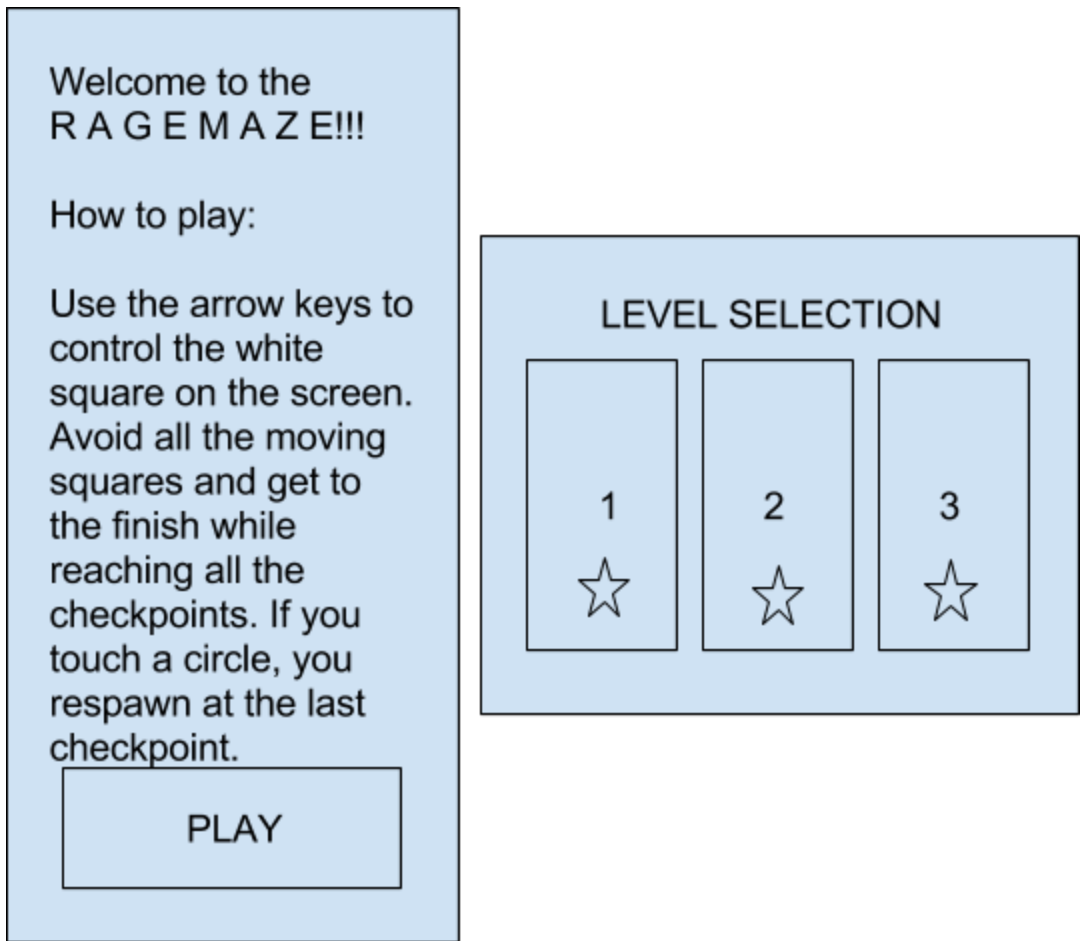 Welcome to the
R A G E M A Z E!!!
How to play:
Use the arrow keys to
control the white
square on the screen.
Avoid all the moving
squares and get to
the finish while
reaching all the
checkpoints. If you
touch a circle, you
respawn at the last
checkpoint.
PLAY
LEVEL SELECTION
1 2 3